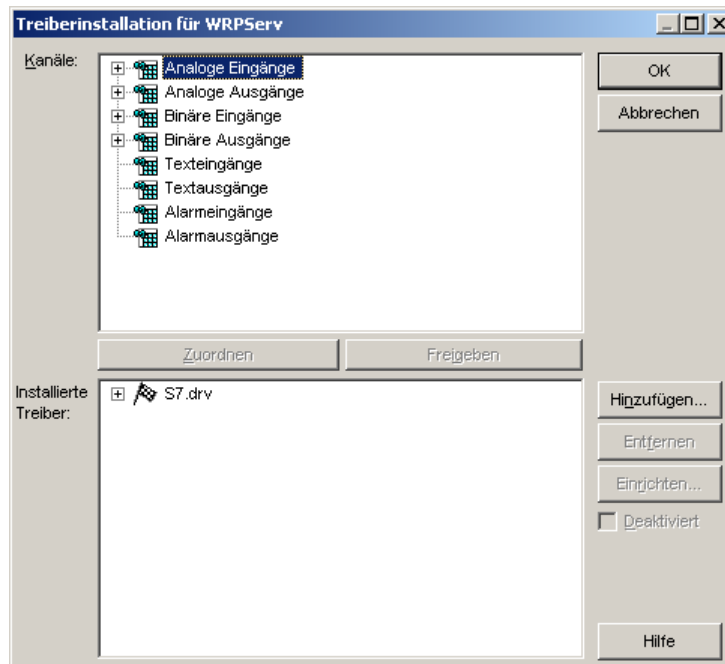 Treiberinstallation für WRPServ
Kanäle:
Analoge Eingänge
Analoge Ausgänge
Binäre Eingänge
Binäre Ausgänge
Texteingänge
Textausgänge
Alarmeingänge
Alarmausgänge
OK
Abbrechen
Zuordnen
Freigeben
Installierte
Treiber:
S7.drv
Hinzufügen...
Entfernen
Einrichten...
Deaktiviert
Hilfe